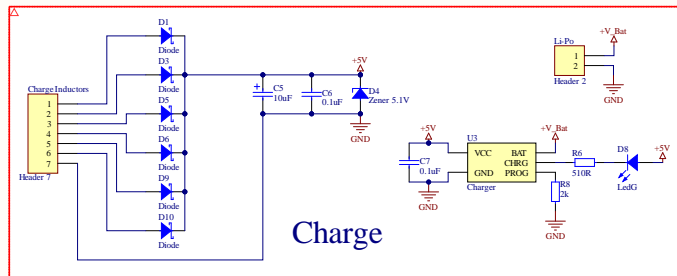 D1
Diode
D3
Diode
D5
Diode
D6
Diode
D9
Diode
D10
Diode
Charge Inductors
1
2
3
4
5
6
7
Header 7
C5
10uF
C6
0.1uF
+5V
D4
Zener 5.1V
GND
Li-Po
1
2
Header 2
+V_Bat
GND
+5V
C7
0.1uF
GND
U3
VCC
GND
BAT
CHRG
PROG
Charger
+V_Bat
R6
510R
D8
LedG
+5V
R8
2k
GND
Charge